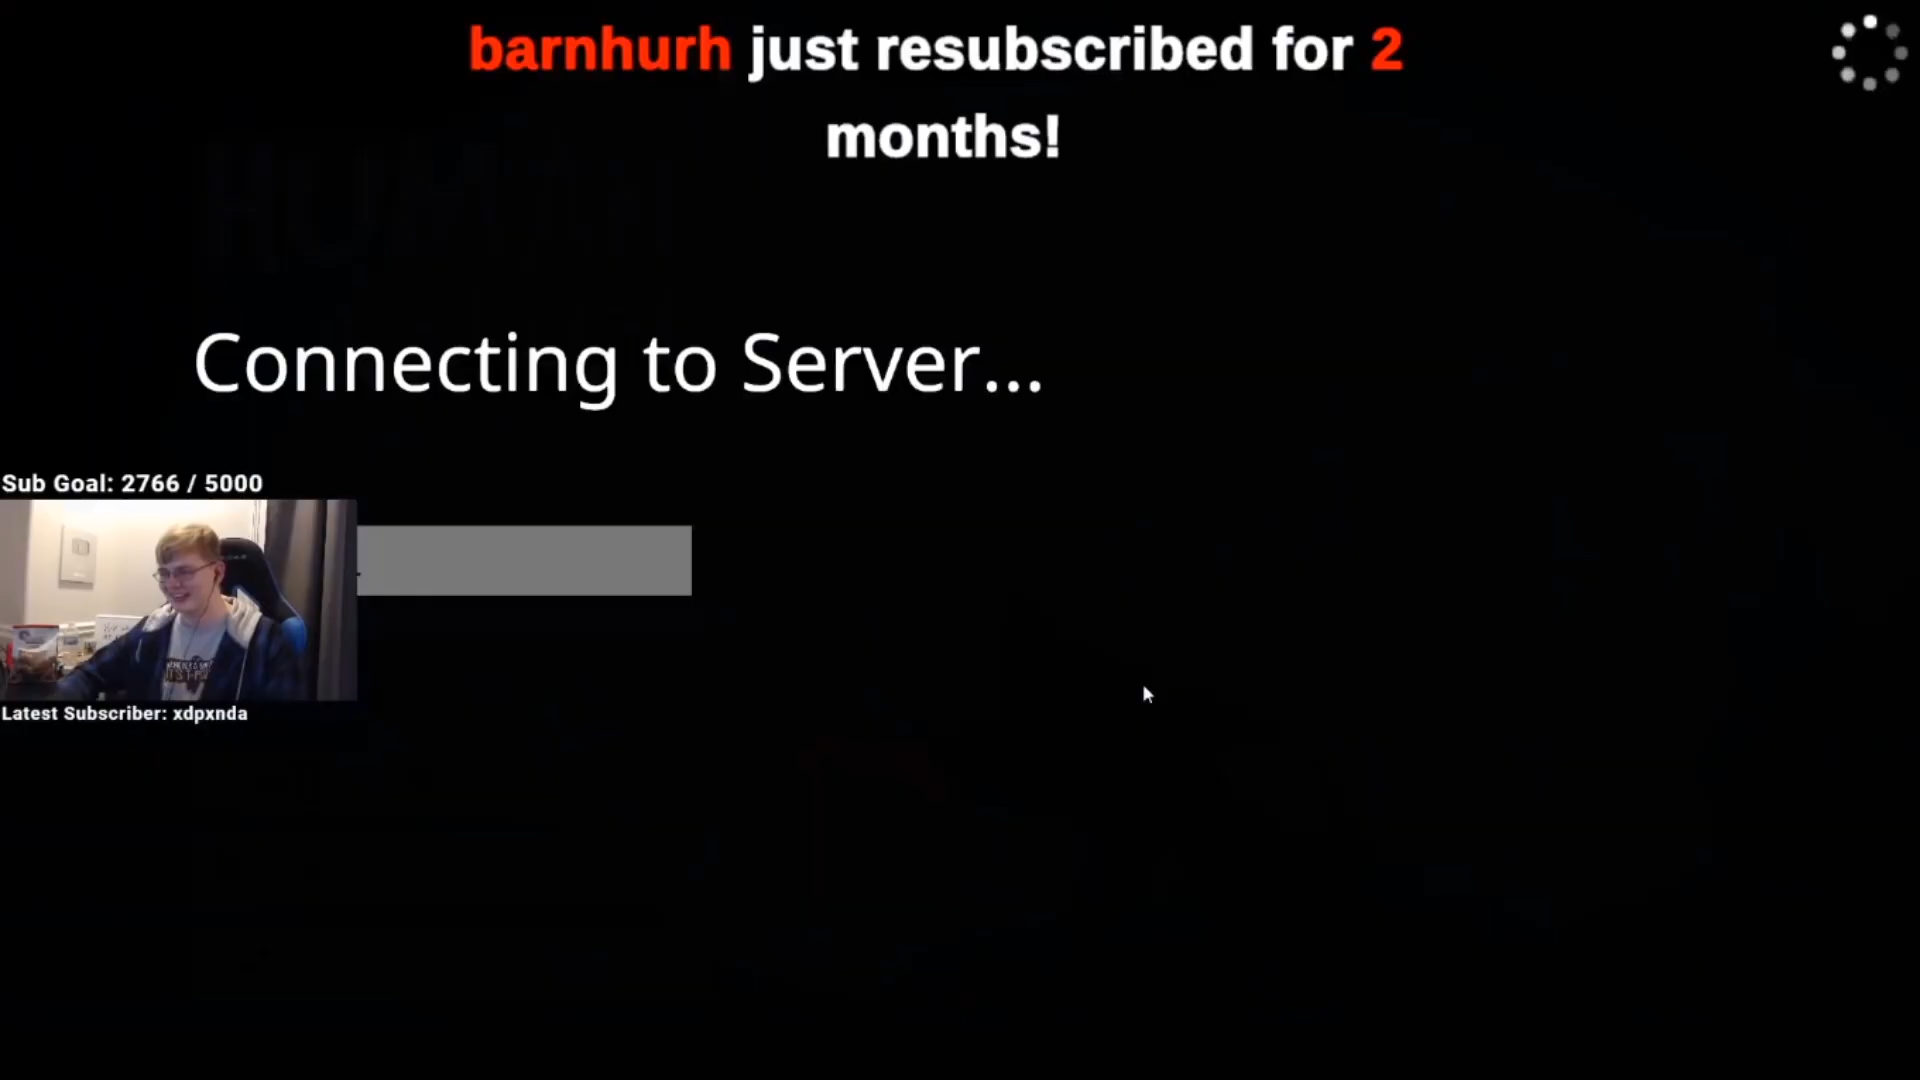 barnhurh just resubscribed for 2
months!
Connecting to Server...
Sub Goal: 2766 / 5000
Latest Subscriber: xdpxnda